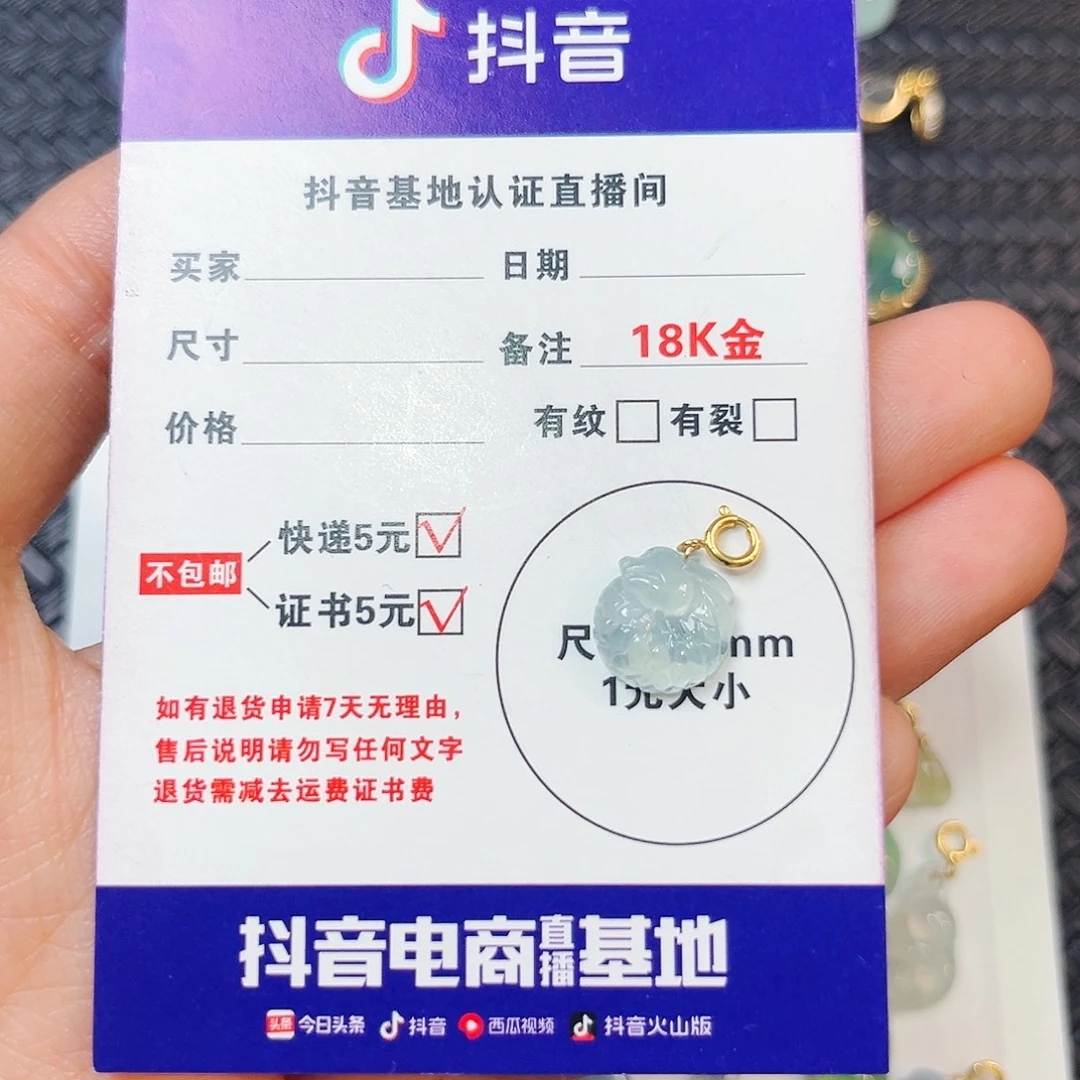 抖音
抖音基地认证直播间
买家 日期
尺寸 备注 18K金
价格 有纹 有裂
快递5元
不包邮
证书5元
尺 mm
1元大小
如有退货申请7天无理由，
售后说明请勿写任何文字
退货需减去运费证书费
抖音电商直播基地
头条 今日头条 抖音 西瓜视频 抖音火山版